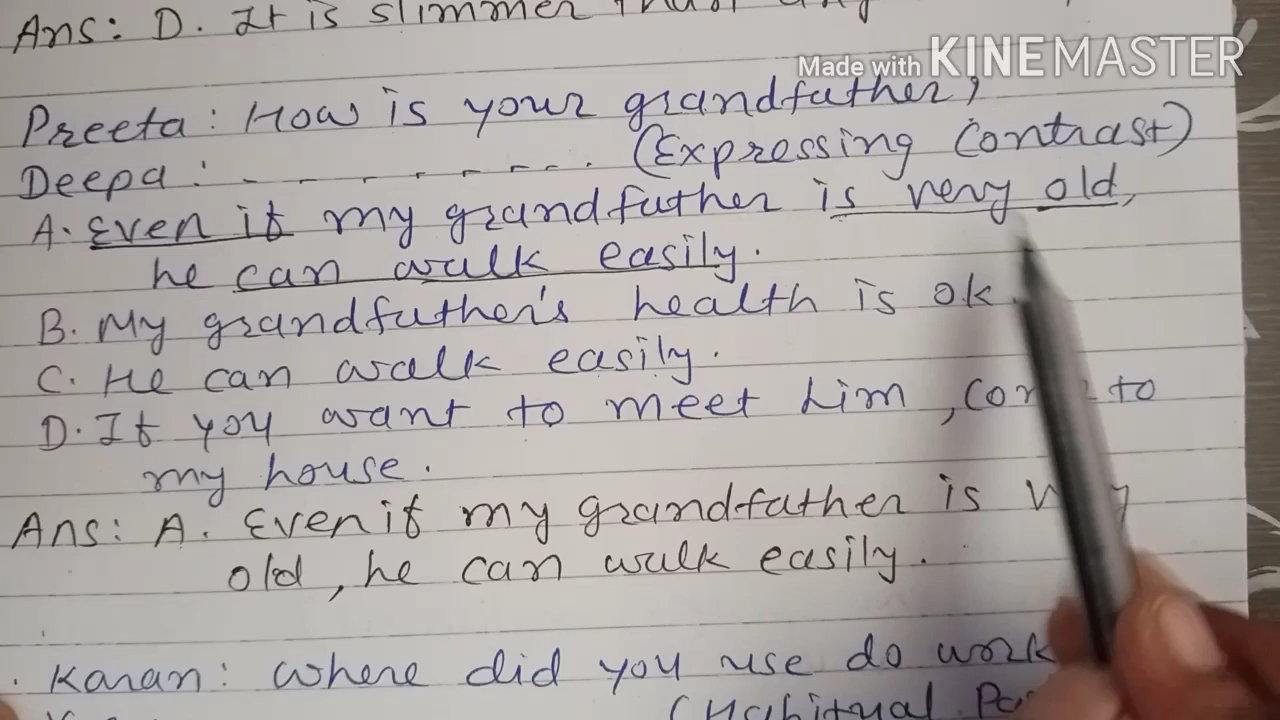 Ans: D. It is slimmer than any
Made with KINEMASTER
Preeta: How is your grandfather?
Deepa: - - - - - - - - - . (Expressing Contrast)
A. Even if my grandfather is very old,
he can walk easily.
B. My grandfather's health is ok.
C. He can walk easily.
D. If you want to meet him, come to
my house.
Ans: A. Even if my grandfather is very
old, he can walk easily.
Karan: Where did you use do work
(Habitual